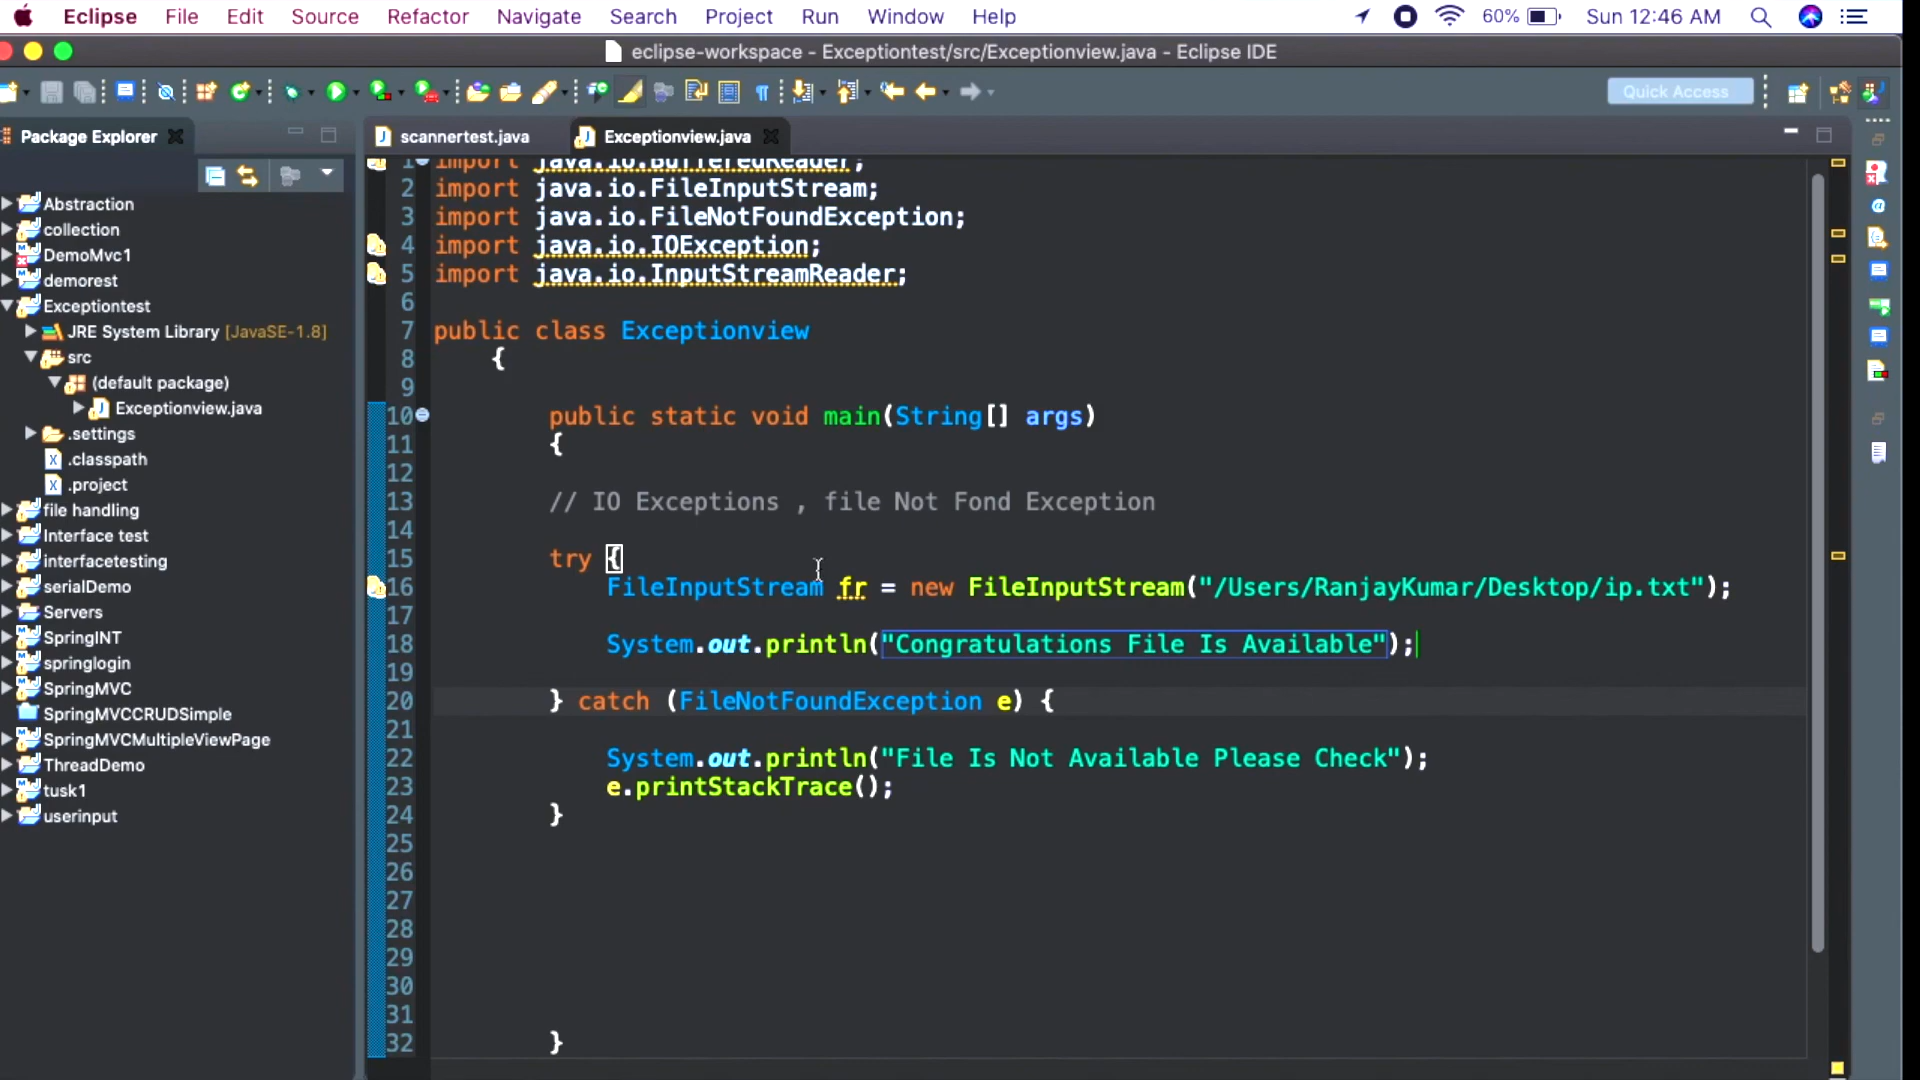 Eclipse File Edit Source Refactor Navigate Search Project Run Window Help 60% Sun 12:46 AM
eclipse-workspace - Exceptiontest/src/Exceptionview.java - Eclipse IDE
Quick Access
Package Explorer
scannertest.java Exceptionview.java
Abstraction
collection
DemoMvc1
demorest
Exceptiontest
JRE System Library [JavaSE-1.8]
src
(default package)
Exceptionview.java
.settings
.classpath
.project
file handling
Interface test
interfacetesting
serialDemo
Servers
SpringINT
springlogin
SpringMVC
SpringMVCCRUDSimple
SpringMVCMultipleViewPage
ThreadDemo
tusk1
userinput
1 import java.io.BufferedReader;
2 import java.io.FileInputStream;
3 import java.io.FileNotFoundException;
4 import java.io.IOException;
5 import java.io.InputStreamReader;
6
7 public class Exceptionview
8 {
9
10 public static void main(String[] args)
11 {
12
13 // IO Exceptions , file Not Fond Exception
14
15 try {
16 FileInputStream fr = new FileInputStream("/Users/RanjayKumar/Desktop/ip.txt");
17
18 System.out.println("Congratulations File Is Available");
19
20 } catch (FileNotFoundException e) {
21
22 System.out.println("File Is Not Available Please Check");
23 e.printStackTrace();
24 }
25
26
27
28
29
30
31
32 }